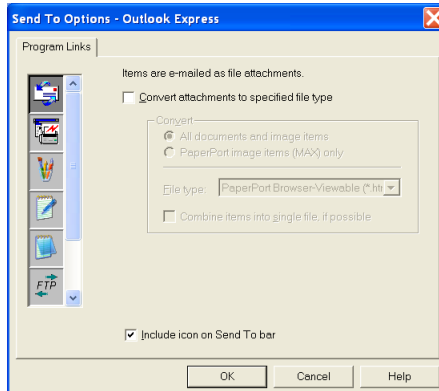 Send To Options - Outlook Express
Program Links
Items are e-mailed as file attachments.
Convert attachments to specified file type
Convert
All documents and image items
PaperPort image items (MAX) only
File type: PaperPort Browser-Viewable (*.htr
Combine items into single file, if possible
FTP
Include icon on Send To bar
OK Cancel Help